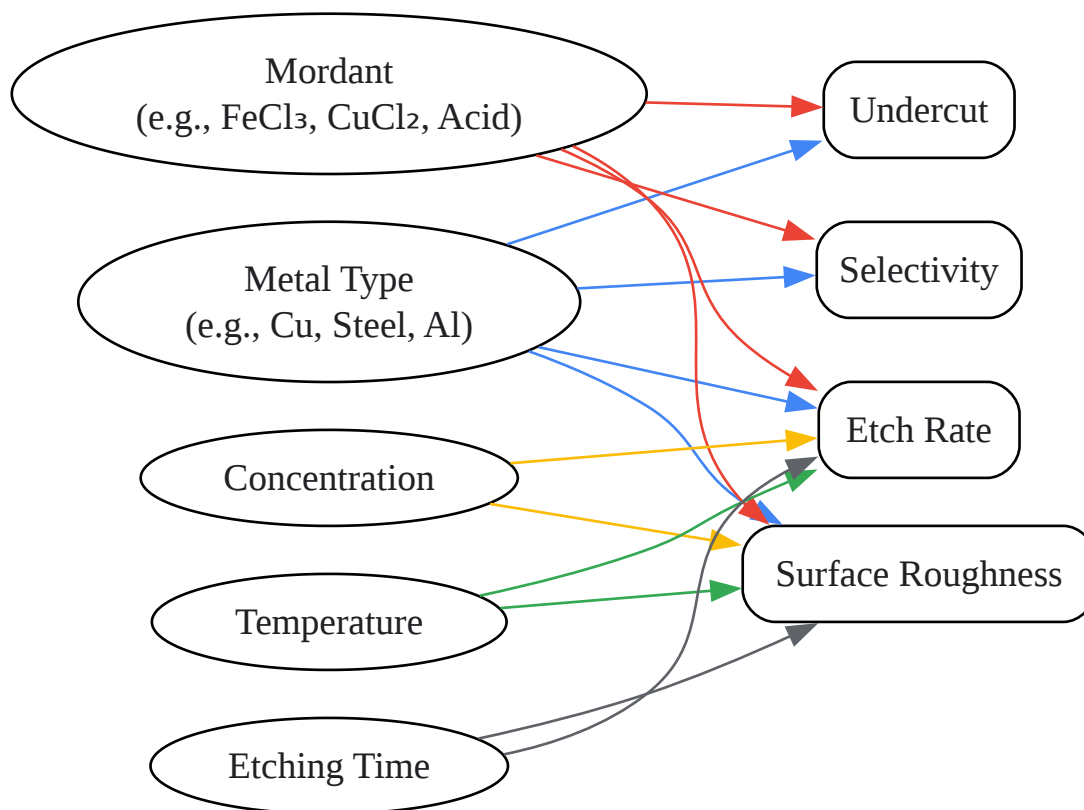 Mordant
(e.g., FeCl₃, CuCl₂, Acid)
Undercut
Metal Type
(e.g., Cu, Steel, Al)
Selectivity
Etch Rate
Concentration
Surface Roughness
Temperature
Etching Time